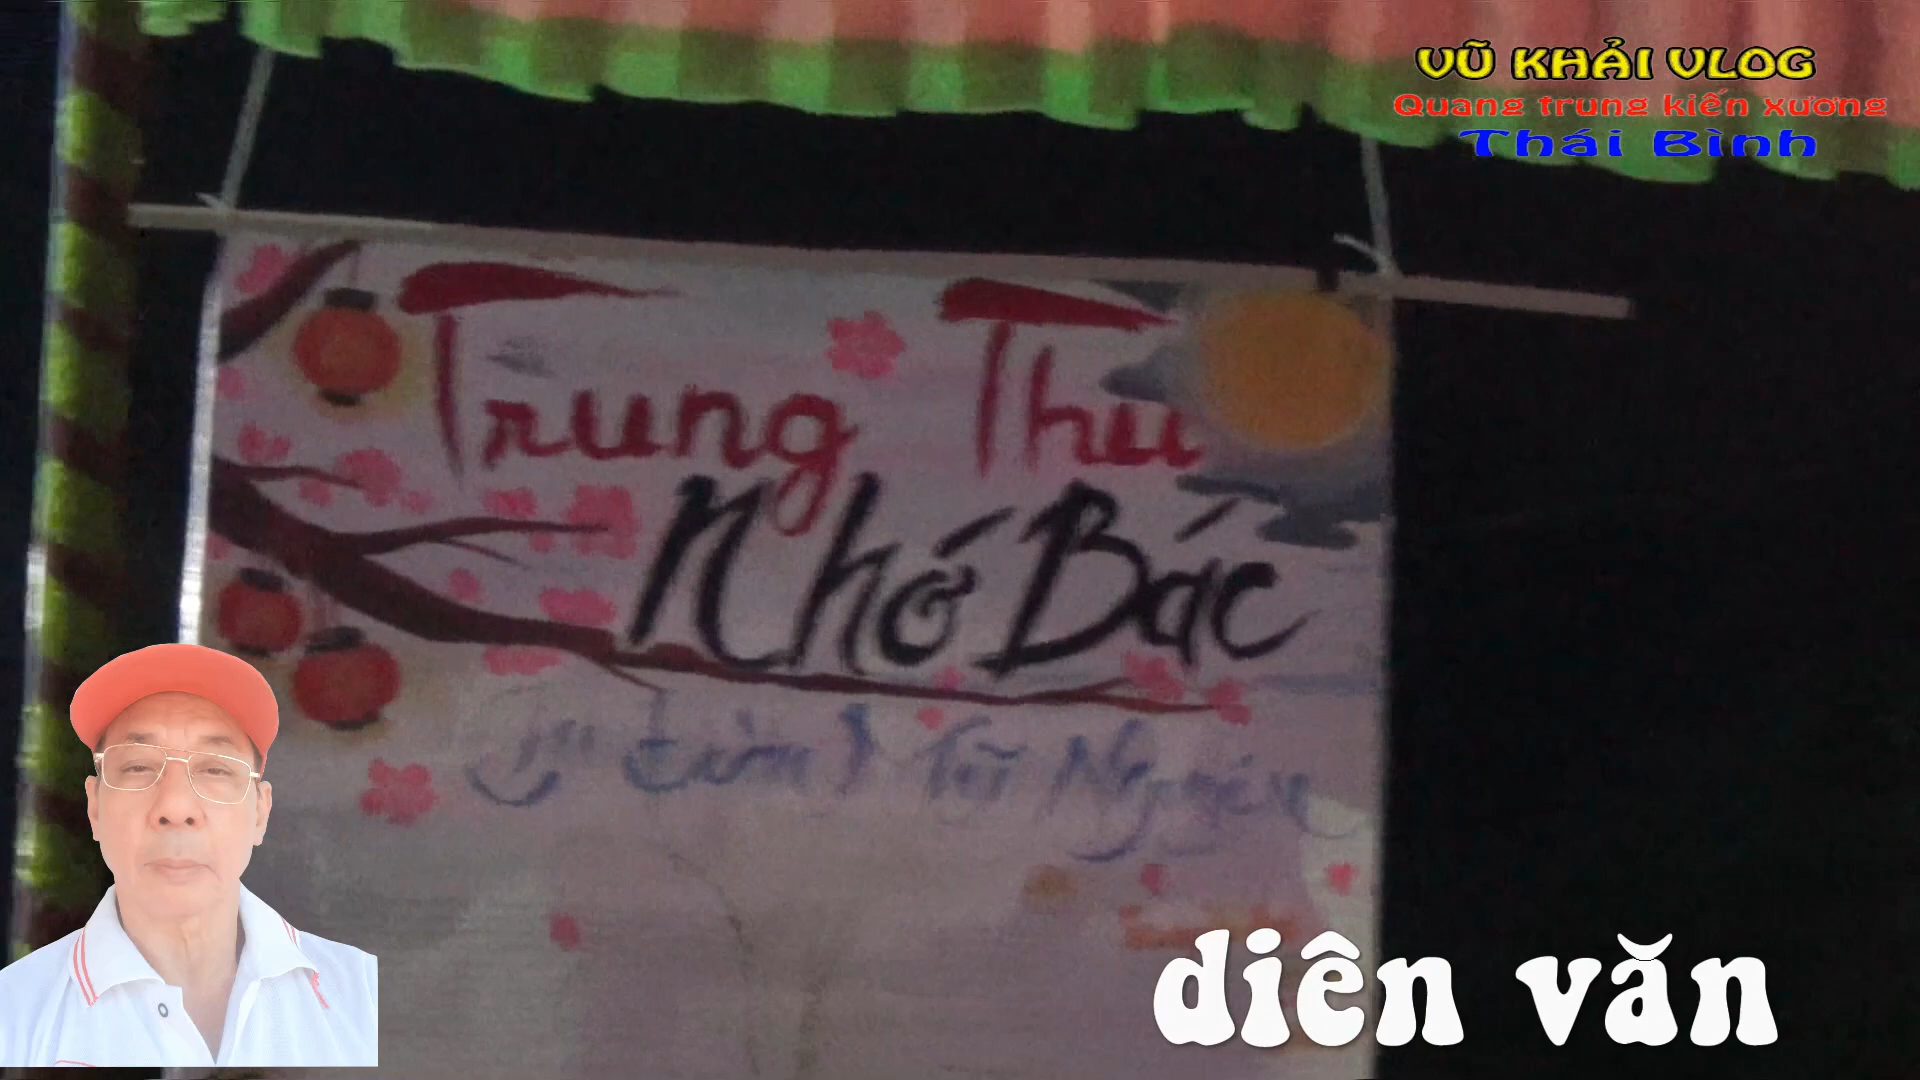 VŨ KHẢI VLOG
Quang trung kiến xương
Thái Bình
Trung Thu
Nhớ Bác
diên văn